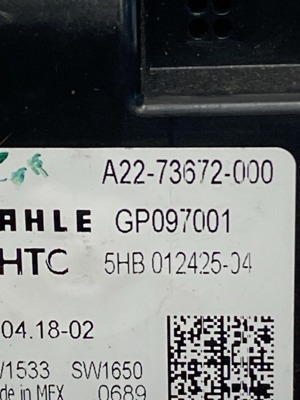 A22-73672-000
AHLE GP097001
HTC 5HB 012425-04
04.18-02
1533 SW1650
de in MEX 0689